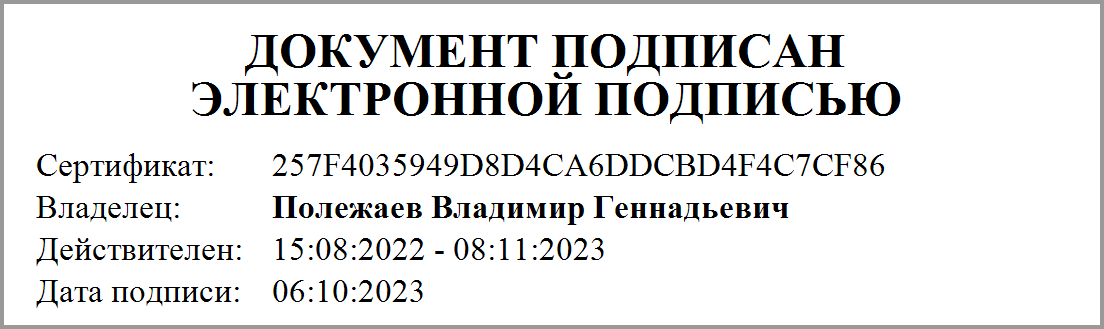 ДОКУМЕНТ ПОДПИСАН
ЭЛЕКТРОННОЙ ПОДПИСЬЮ
Сертификат: 257F4035949D8D4CA6DDCBD4F4C7CF86
Владелец: Полежаев Владимир Геннадьевич
Действителен: 15:08:2022 - 08:11:2023
Дата подписи: 06:10:2023